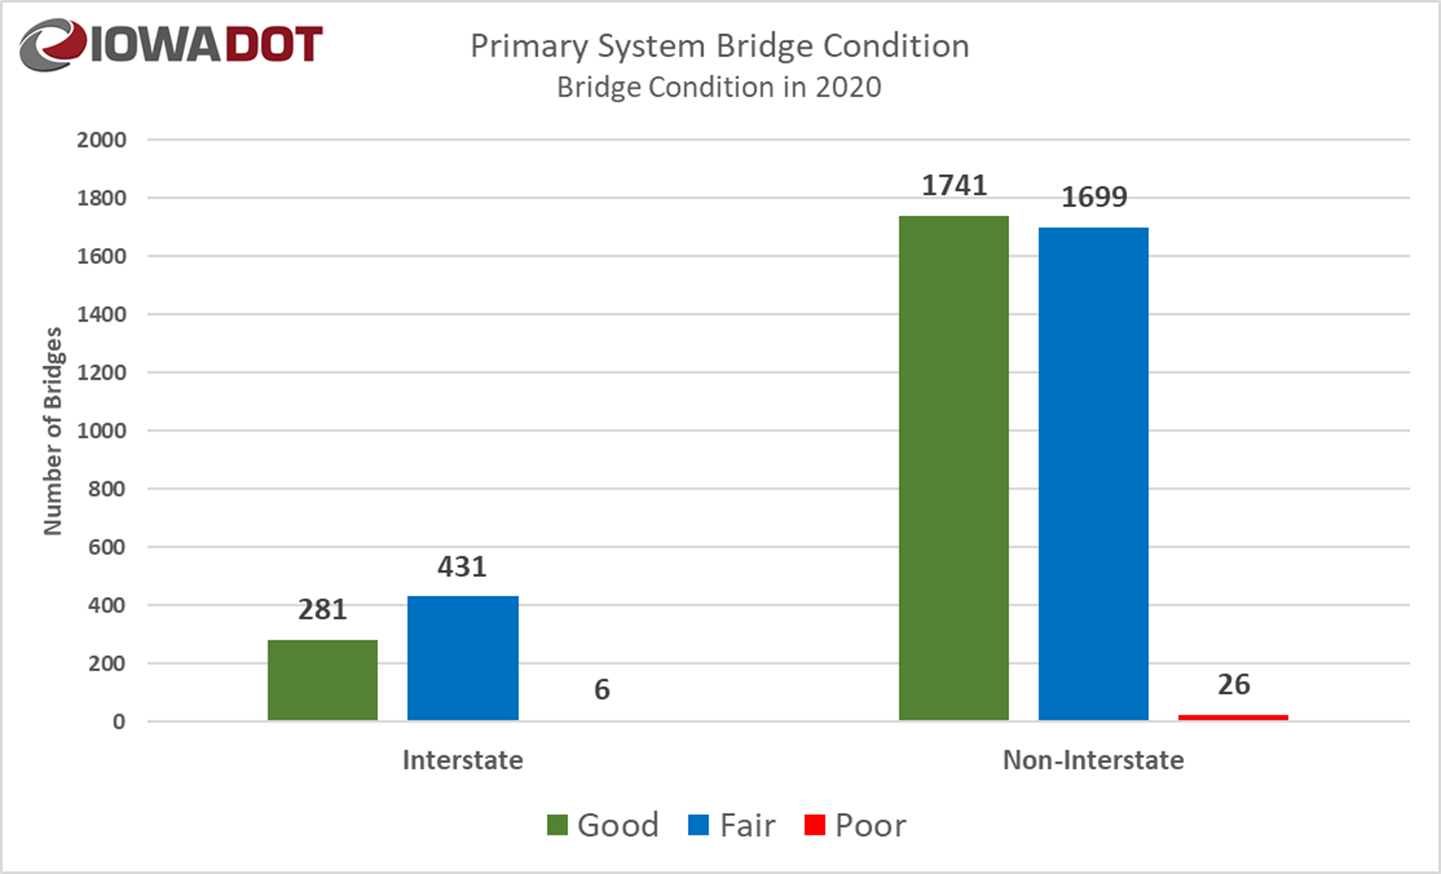 IOWADOT
Primary System Bridge Condition
Bridge Condition in 2020
Number of Bridges
2000
1800
1600
1400
1200
1000
800
600
400
200
0
281
431
6
1741
1699
26
Interstate
Non-Interstate
Good
Fair
Poor